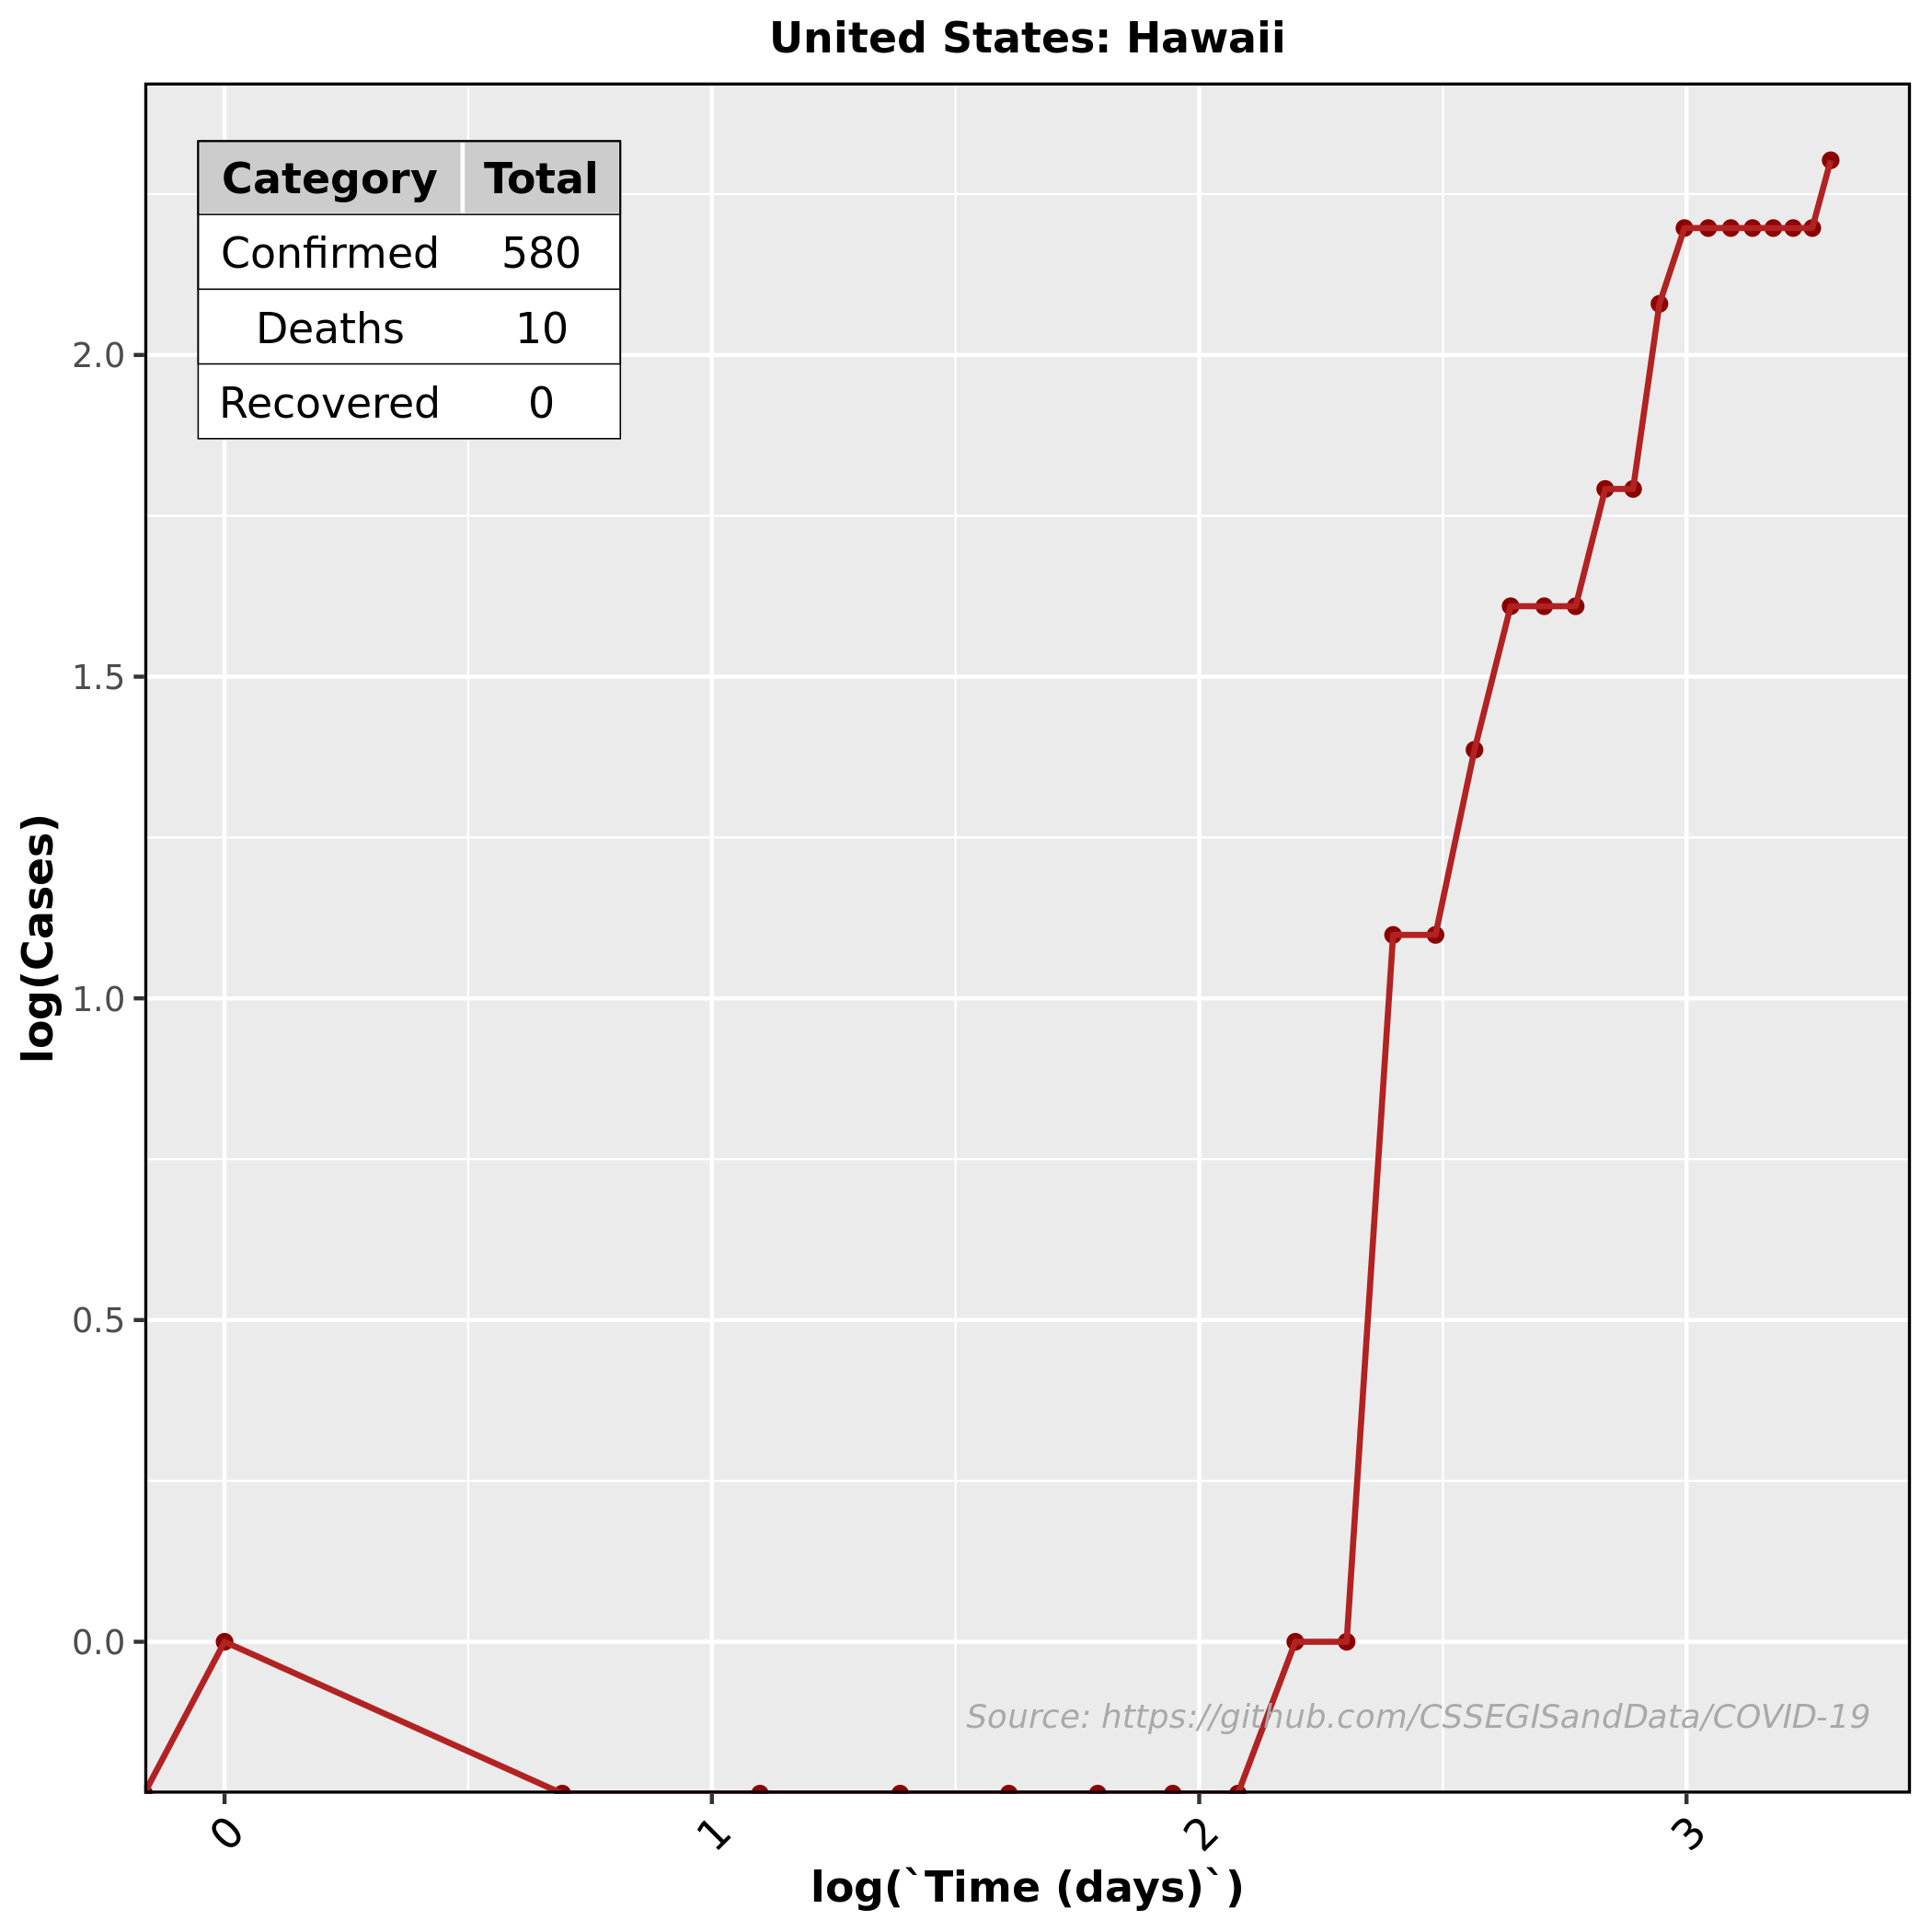 United States: Hawaii
Category Total
Confirmed 580
Deaths 10
Recovered 0
2.0
1.5
1.0
0.5
0.0
log(Cases)
Source: https://github.com/CSSEGISandData/COVID-19
0 1 2 3
log(`Time (days)`)